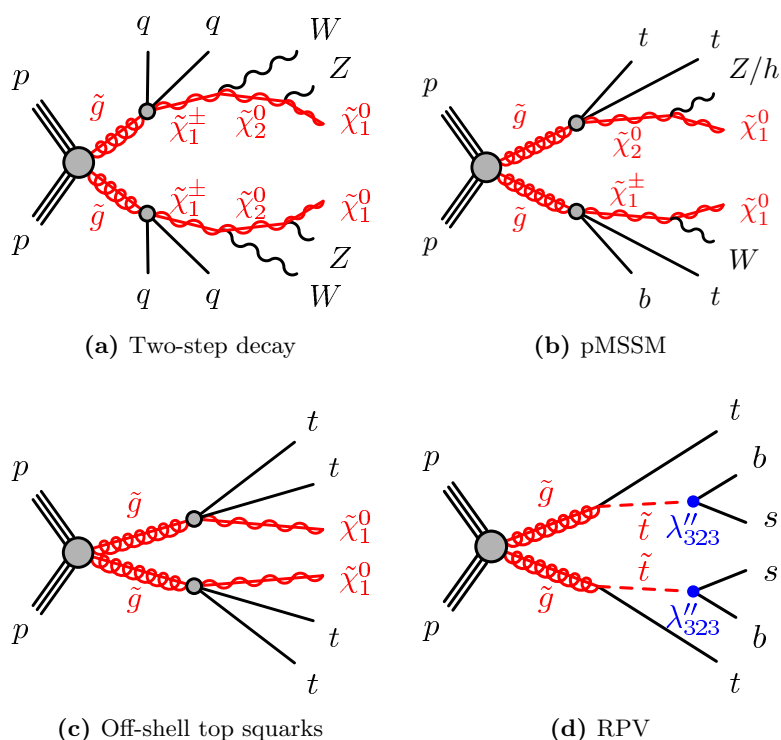 q q W
p Z
g̃ χ̃₁± χ̃₂⁰ χ̃₁⁰
g̃ χ̃₁± χ̃₂⁰ χ̃₁⁰
p Z
q q W
(a) Two-step decay
t t
p Z/h
g̃ χ̃₂⁰ χ̃₁⁰
g̃ χ̃₁± χ̃₁⁰
p W
b t
(b) pMSSM
t
p t
g̃ χ̃₁⁰
g̃ χ̃₁⁰
p t
t
(c) Off-shell top squarks
t
p b
g̃ t̃ λ″₃₂₃ s
g̃ t̃ λ″₃₂₃ s
p b
t
(d) RPV